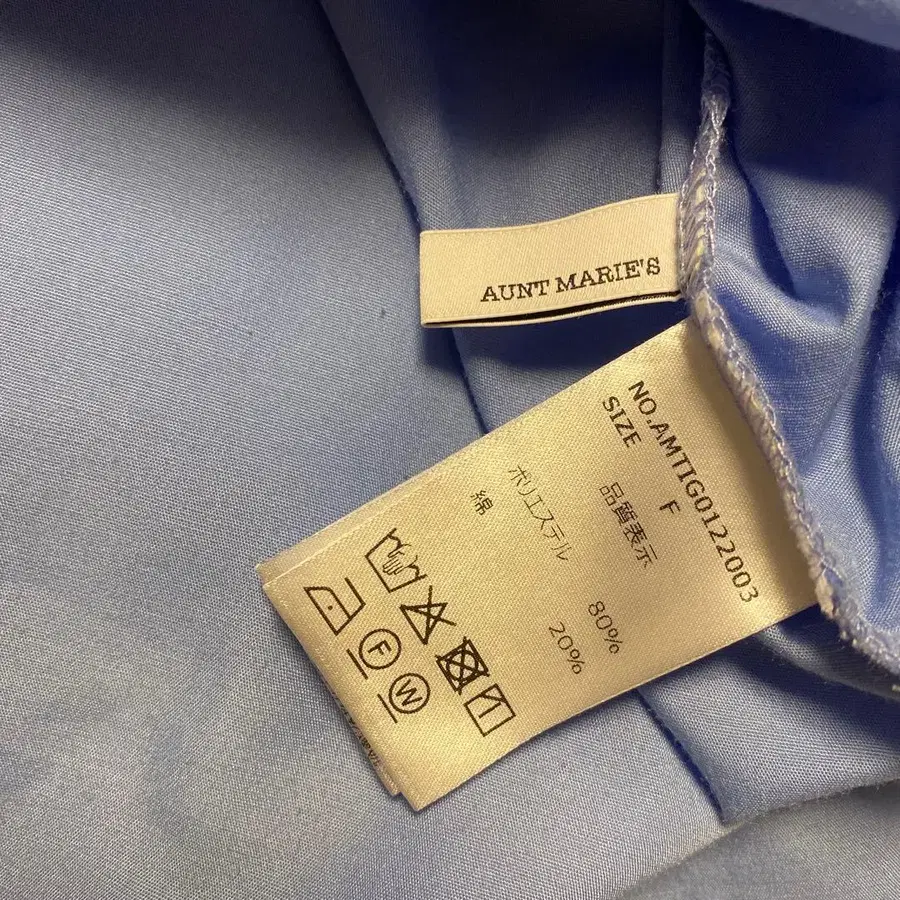 AUNT MARIE'S
NO.AMTIG0122003
SIZE F
品質表示
ポリエステル 80%
綿 20%
F
W